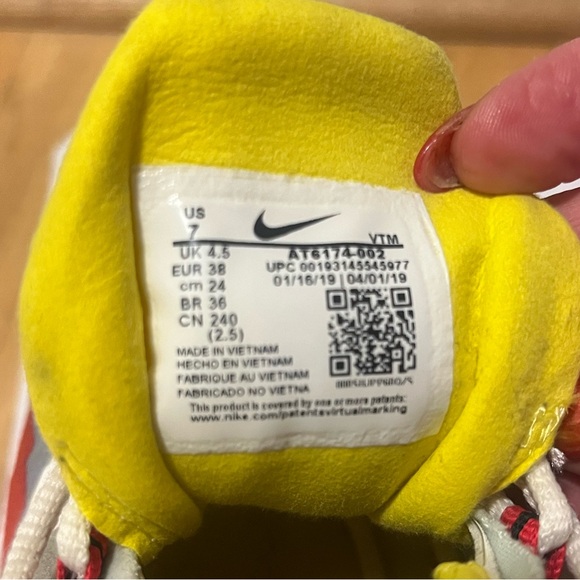 US
7
VTM
UK 4.5
AT6174-002
EUR 38
UPC 00193145545977
cm 24
01/16/19 | 04/01/19
BR 36
CN 240
(2.5)
MADE IN VIETNAM
HECHO EN VIETNAM
FABRIQUE AU VIETNAM
FABRICADO NO VIETNA
This product is covered by one or more patents:
www.nike.com/patentsvirtualmarking